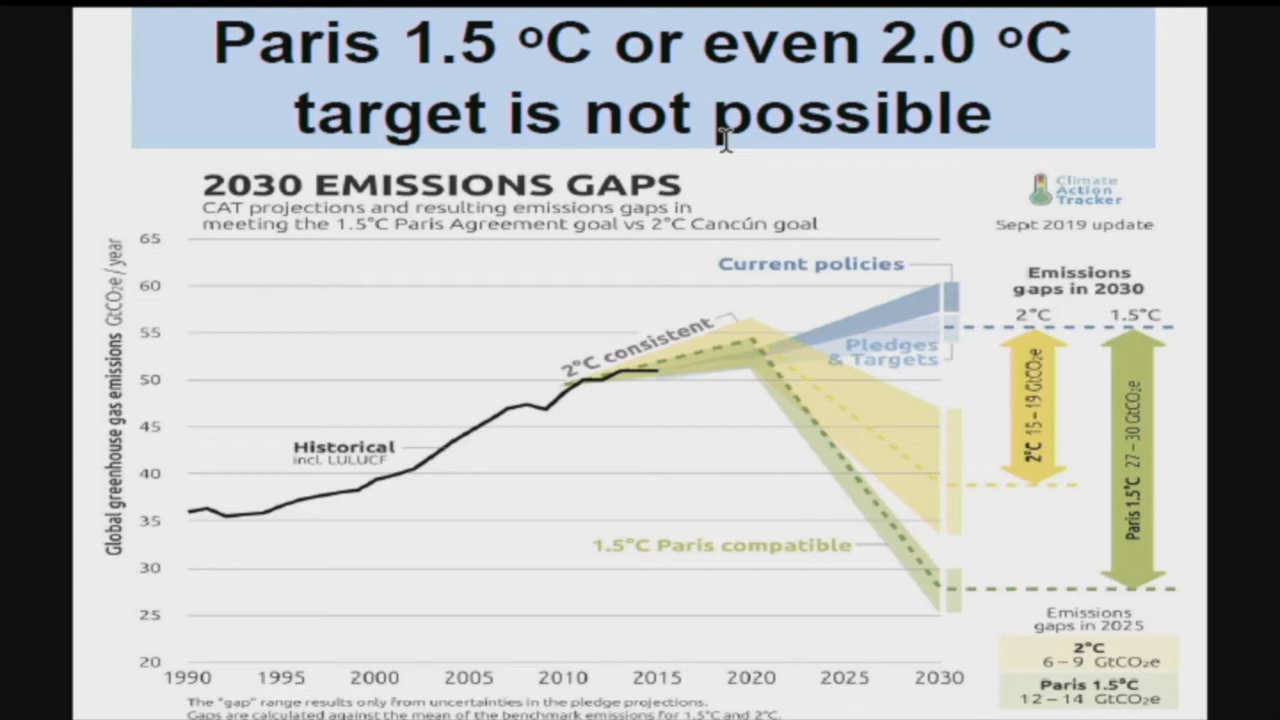 Paris 1.5 ºC or even 2.0 ºC
target is not possible
2030 EMISSIONS GAPS
CAT projections and resulting emissions gaps in
meeting the 1.5°C Paris Agreement goal vs 2°C Cancún goal
Climate
Action
Tracker
Sept 2019 update
Global greenhouse gas emissions GtCO₂e / year
65
60
55
50
45
40
35
30
25
20
1990
1995
2000
2005
2010
2015
2020
2025
2030
Historical
incl. LULUCF
2°C consistent
Current policies
Pledges
& Targets
1.5°C Paris compatible
Emissions
gaps in 2030
2°C
1.5°C
2°C 15 – 19 GtCO₂e
Paris 1.5°C 27 – 30 GtCO₂e
Emissions
gaps in 2025
2°C
6 – 9 GtCO₂e
Paris 1.5°C
12 – 14 GtCO₂e
The "gap" range results only from uncertainties in the pledge projections.
Gaps are calculated against the mean of the benchmark emissions for 1.5°C and 2°C.